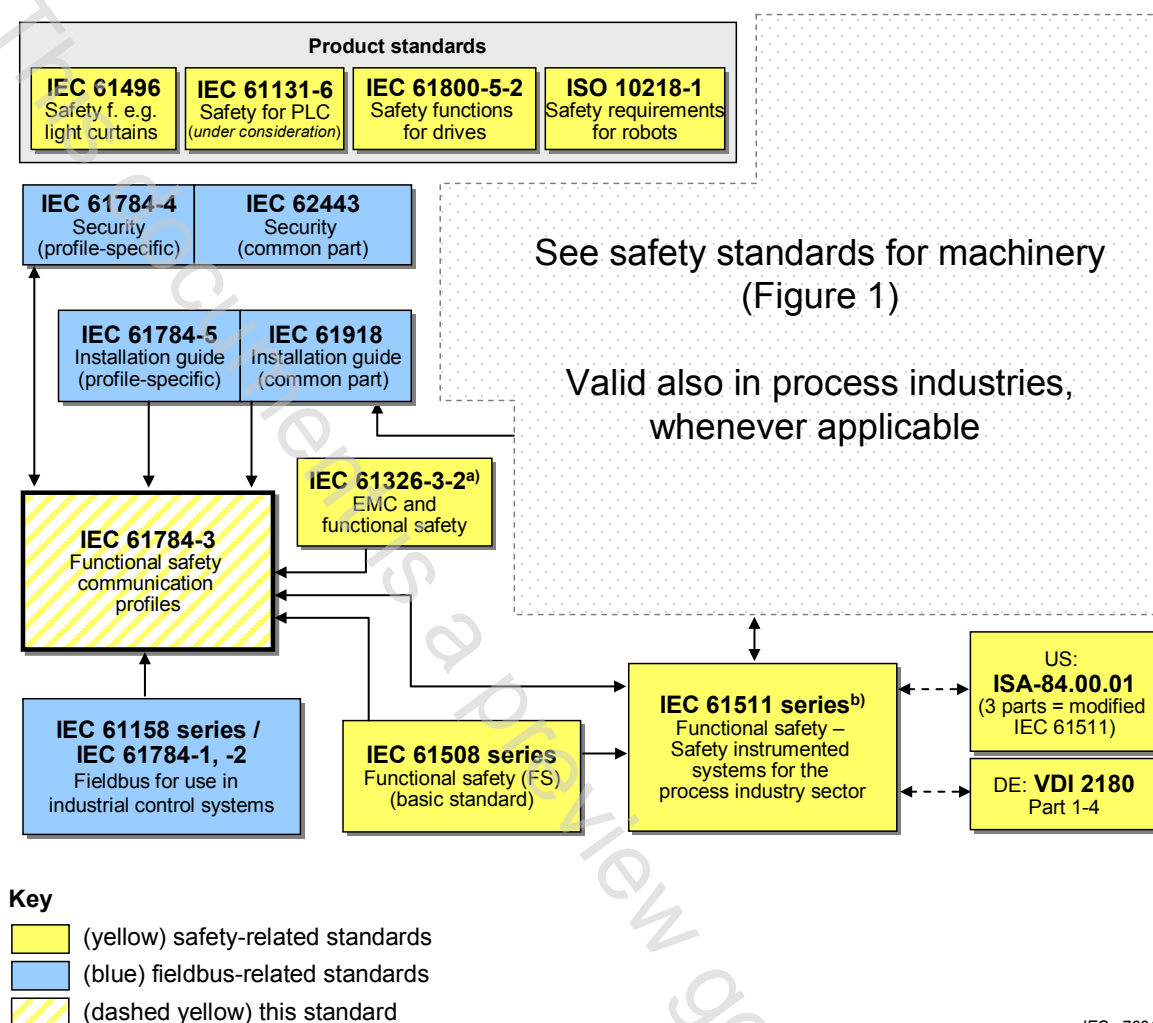 Product standards
IEC 61496
Safety f. e.g.
light curtains
IEC 61131-6
Safety for PLC
(under consideration)
IEC 61800-5-2
Safety functions
for drives
ISO 10218-1
Safety requirements
for robots
IEC 61784-4
Security
(profile-specific)
IEC 62443
Security
(common part)
See safety standards for machinery
(Figure 1)
Valid also in process industries,
whenever applicable
IEC 61784-5
Installation guide
(profile-specific)
IEC 61918
Installation guide
(common part)
IEC 61326-3-2a)
EMC and
functional safety
IEC 61784-3
Functional safety
communication
profiles
IEC 61158 series /
IEC 61784-1, -2
Fieldbus for use in
industrial control systems
IEC 61508 series
Functional safety (FS)
(basic standard)
IEC 61511 seriesb)
Functional safety –
Safety instrumented
systems for the
process industry sector
US:
ISA-84.00.01
(3 parts = modified
IEC 61511)
DE: VDI 2180
Part 1-4
Key
(yellow) safety-related standards
(blue) fieldbus-related standards
(dashed yellow) this standard
This document is a preview